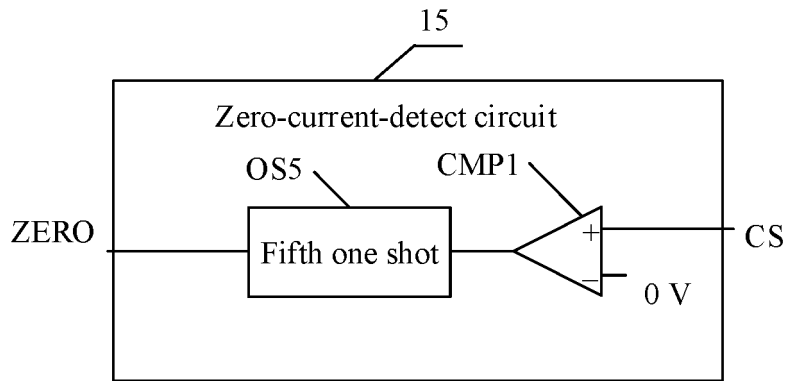 15
Zero-current-detect circuit
OS5
CMP1
ZERO
Fifth one shot
+
CS
−
0 V